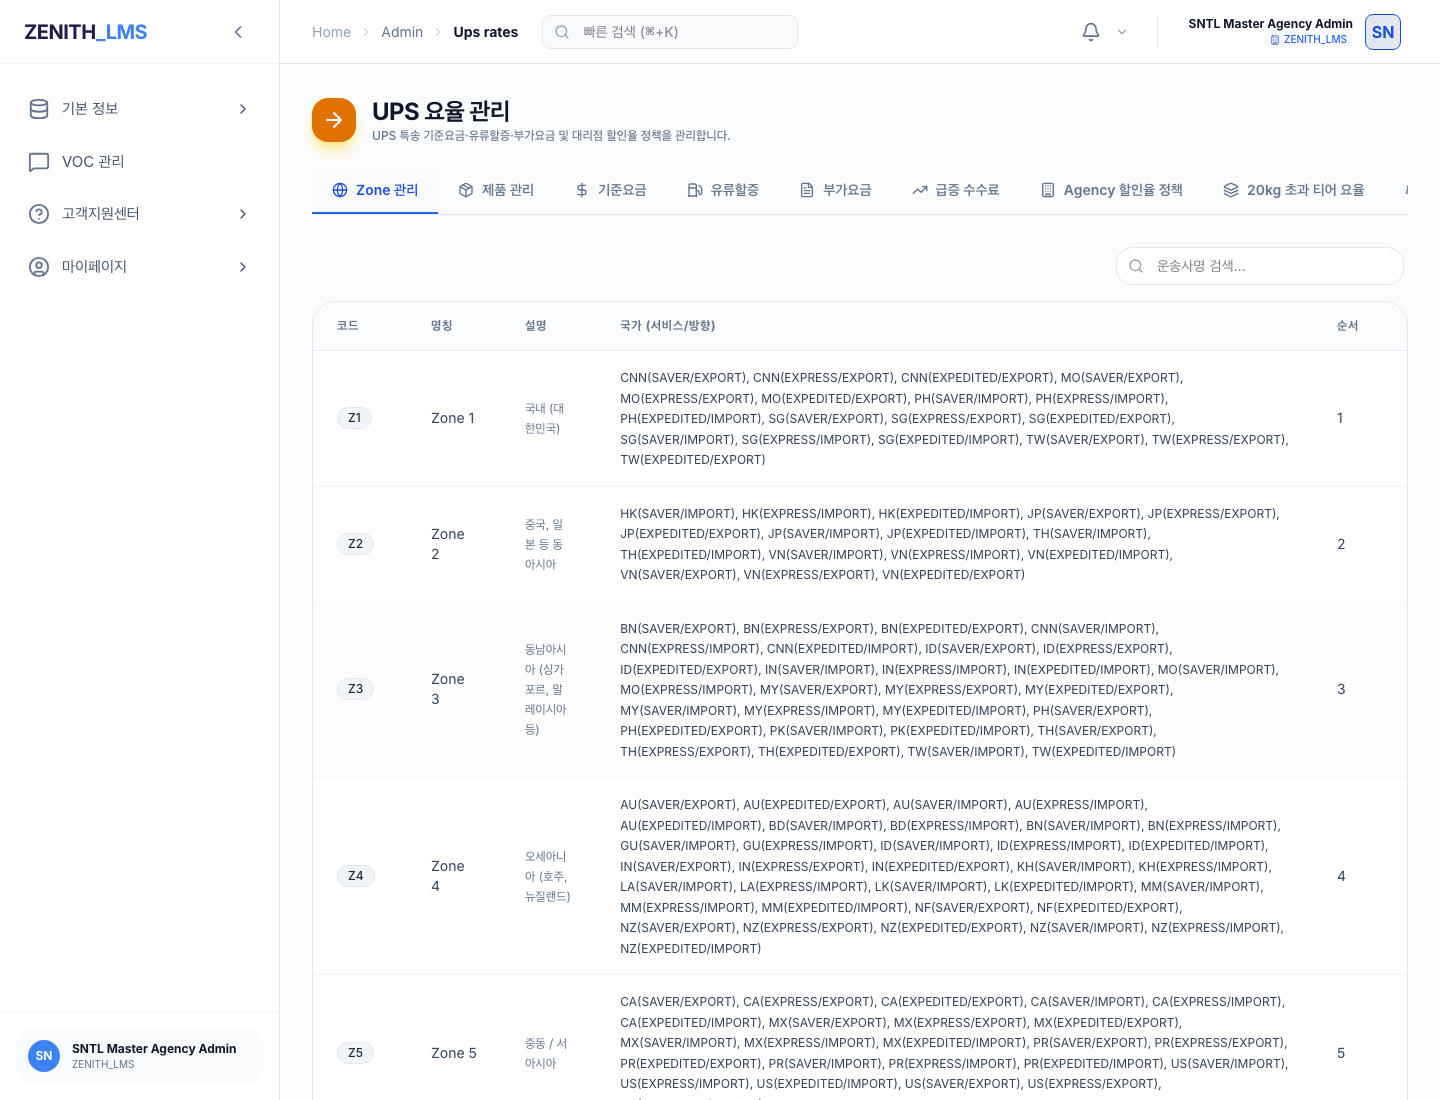 ZENITH_LMS
Home
Admin
Ups rates
빠른 검색 (⌘+K)
SNTL Master Agency Admin
ZENITH_LMS
SN
기본 정보
VOC 관리
고객지원센터
마이페이지
UPS 요율 관리
UPS 특송 기준요금·유류할증·부가요금 및 대리점 할인율 정책을 관리합니다.
Zone 관리
제품 관리
기준요금
유류할증
부가요금
급증 수수료
Agency 할인율 정책
20kg 초과 티어 요율
운송사명 검색...
코드
명칭
설명
국가 (서비스/방향)
순서
Z1
Zone 1
국내 (대
한민국)
CNN(SAVER/EXPORT), CNN(EXPRESS/EXPORT), CNN(EXPEDITED/EXPORT), MO(SAVER/EXPORT),
MO(EXPRESS/EXPORT), MO(EXPEDITED/EXPORT), PH(SAVER/IMPORT), PH(EXPRESS/IMPORT),
PH(EXPEDITED/IMPORT), SG(SAVER/EXPORT), SG(EXPRESS/EXPORT), SG(EXPEDITED/EXPORT),
SG(SAVER/IMPORT), SG(EXPRESS/IMPORT), SG(EXPEDITED/IMPORT), TW(SAVER/EXPORT), TW(EXPRESS/EXPORT),
TW(EXPEDITED/EXPORT)
1
Z2
Zone
2
중국, 일
본 등 동
아시아
HK(SAVER/IMPORT), HK(EXPRESS/IMPORT), HK(EXPEDITED/IMPORT), JP(SAVER/EXPORT), JP(EXPRESS/EXPORT),
JP(EXPEDITED/EXPORT), JP(SAVER/IMPORT), JP(EXPEDITED/IMPORT), TH(SAVER/IMPORT),
TH(EXPEDITED/IMPORT), VN(SAVER/IMPORT), VN(EXPRESS/IMPORT), VN(EXPEDITED/IMPORT),
VN(SAVER/EXPORT), VN(EXPRESS/EXPORT), VN(EXPEDITED/EXPORT)
2
Z3
Zone
3
동남아시
아 (싱가
포르, 말
레이시아
등)
BN(SAVER/EXPORT), BN(EXPRESS/EXPORT), BN(EXPEDITED/EXPORT), CNN(SAVER/IMPORT),
CNN(EXPRESS/IMPORT), CNN(EXPEDITED/IMPORT), ID(SAVER/EXPORT), ID(EXPRESS/EXPORT),
ID(EXPEDITED/EXPORT), IN(SAVER/IMPORT), IN(EXPRESS/IMPORT), IN(EXPEDITED/IMPORT), MO(SAVER/IMPORT),
MO(EXPRESS/IMPORT), MY(SAVER/EXPORT), MY(EXPRESS/EXPORT), MY(EXPEDITED/EXPORT),
MY(SAVER/IMPORT), MY(EXPRESS/IMPORT), MY(EXPEDITED/IMPORT), PH(SAVER/EXPORT),
PH(EXPEDITED/EXPORT), PK(SAVER/IMPORT), PK(EXPEDITED/IMPORT), TH(SAVER/EXPORT),
TH(EXPRESS/EXPORT), TH(EXPEDITED/EXPORT), TW(SAVER/IMPORT), TW(EXPEDITED/IMPORT)
3
Z4
Zone
4
오세아니
아 (호주,
뉴질랜드)
AU(SAVER/EXPORT), AU(EXPEDITED/EXPORT), AU(SAVER/IMPORT), AU(EXPRESS/IMPORT),
AU(EXPEDITED/IMPORT), BD(SAVER/IMPORT), BD(EXPRESS/IMPORT), BN(SAVER/IMPORT), BN(EXPRESS/IMPORT),
GU(SAVER/IMPORT), GU(EXPRESS/IMPORT), ID(SAVER/IMPORT), ID(EXPRESS/IMPORT), ID(EXPEDITED/IMPORT),
IN(SAVER/EXPORT), IN(EXPRESS/EXPORT), IN(EXPEDITED/EXPORT), KH(SAVER/IMPORT), KH(EXPRESS/IMPORT),
LA(SAVER/IMPORT), LA(EXPRESS/IMPORT), LK(SAVER/IMPORT), LK(EXPEDITED/IMPORT), MM(SAVER/IMPORT),
MM(EXPRESS/IMPORT), MM(EXPEDITED/IMPORT), NF(SAVER/EXPORT), NF(EXPEDITED/EXPORT),
NZ(SAVER/EXPORT), NZ(EXPRESS/EXPORT), NZ(EXPEDITED/EXPORT), NZ(SAVER/IMPORT), NZ(EXPRESS/IMPORT),
NZ(EXPEDITED/IMPORT)
4
Z5
Zone 5
중동 / 서
아시아
CA(SAVER/EXPORT), CA(EXPRESS/EXPORT), CA(EXPEDITED/EXPORT), CA(SAVER/IMPORT), CA(EXPRESS/IMPORT),
CA(EXPEDITED/IMPORT), MX(SAVER/EXPORT), MX(EXPRESS/EXPORT), MX(EXPEDITED/EXPORT),
MX(SAVER/IMPORT), MX(EXPRESS/IMPORT), MX(EXPEDITED/IMPORT), PR(SAVER/EXPORT), PR(EXPRESS/EXPORT),
PR(EXPEDITED/EXPORT), PR(SAVER/IMPORT), PR(EXPRESS/IMPORT), PR(EXPEDITED/IMPORT), US(SAVER/IMPORT),
US(EXPRESS/IMPORT), US(EXPEDITED/IMPORT), US(SAVER/EXPORT), US(EXPRESS/EXPORT),
5
SN
SNTL Master Agency Admin
ZENITH_LMS